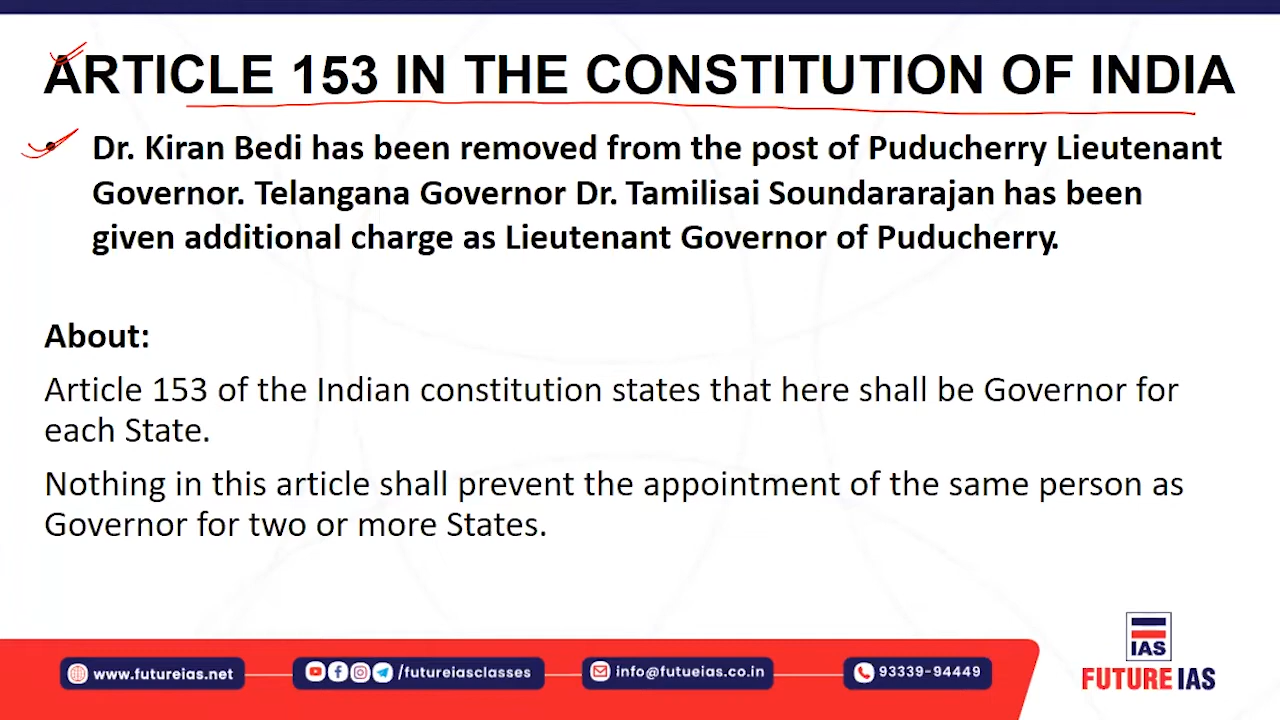 ARTICLE 153 IN THE CONSTITUTION OF INDIA
• Dr. Kiran Bedi has been removed from the post of Puducherry Lieutenant
Governor. Telangana Governor Dr. Tamilisai Soundararajan has been
given additional charge as Lieutenant Governor of Puducherry.
About:
Article 153 of the Indian constitution states that here shall be Governor for
each State.
Nothing in this article shall prevent the appointment of the same person as
Governor for two or more States.
www.futureias.net
/futureiasclasses
info@futueias.co.in
93339-94449
IAS
FUTURE IAS